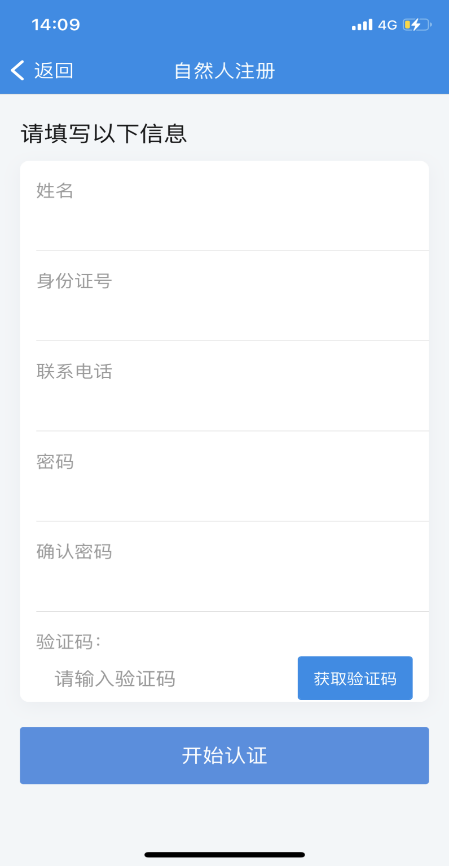 14:09
4G
返回
自然人注册
请填写以下信息
姓名
身份证号
联系电话
密码
确认密码
验证码：
请输入验证码
获取验证码
开始认证